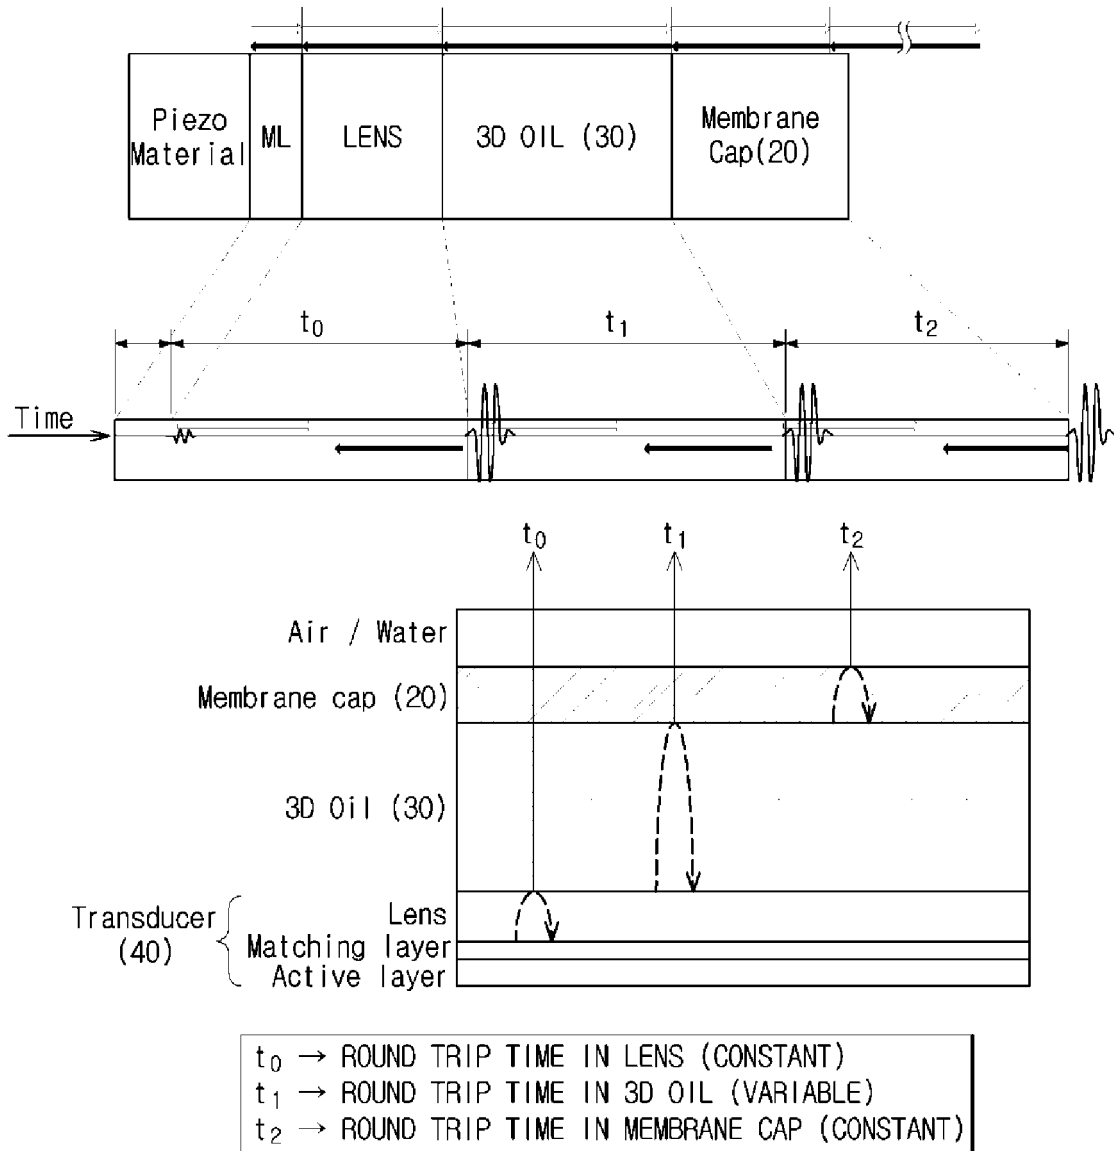 Piezo Material
ML
LENS
3D OIL (30)
Membrane Cap(20)
t₀
t₁
t₂
Time
t₀
t₁
t₂
Air / Water
Membrane cap (20)
3D Oil (30)
Transducer (40)
Lens
Matching layer
Active layer
t₀ → ROUND TRIP TIME IN LENS (CONSTANT)
t₁ → ROUND TRIP TIME IN 3D OIL (VARIABLE)
t₂ → ROUND TRIP TIME IN MEMBRANE CAP (CONSTANT)